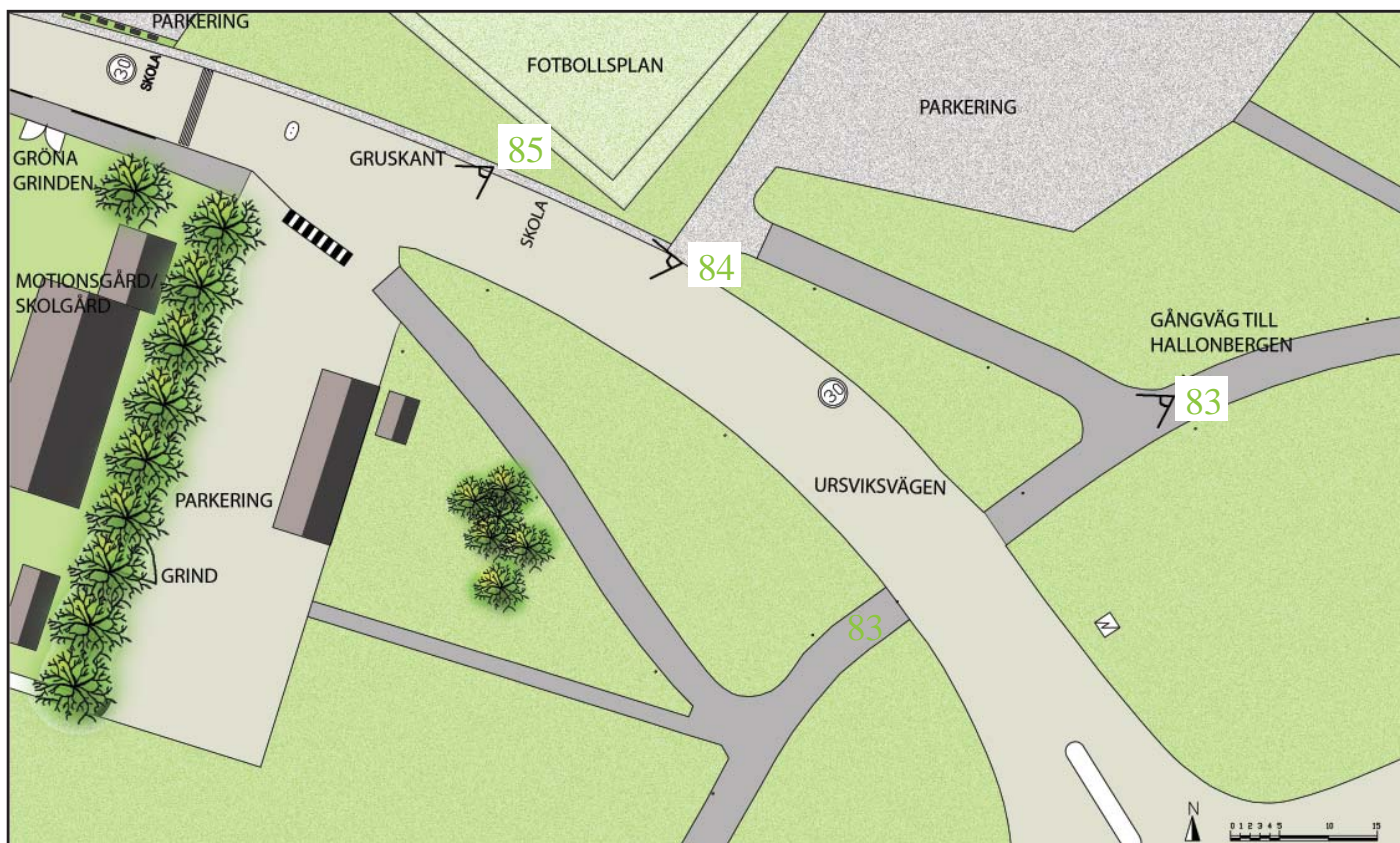 PARKERING
30
SKOLA
FOTBOLLSPLAN
PARKERING
GRÖNA
GRINDEN
GRUSKANT
85
SKOLA
84
MOTIONSGÅRD/
SKOLGÅRD
GÅNGVÄG TILL
HALLONBERGEN
30
83
PARKERING
URSVIKSVÄGEN
GRIND
83
M
N
0 1 2 3 4 5 10 15